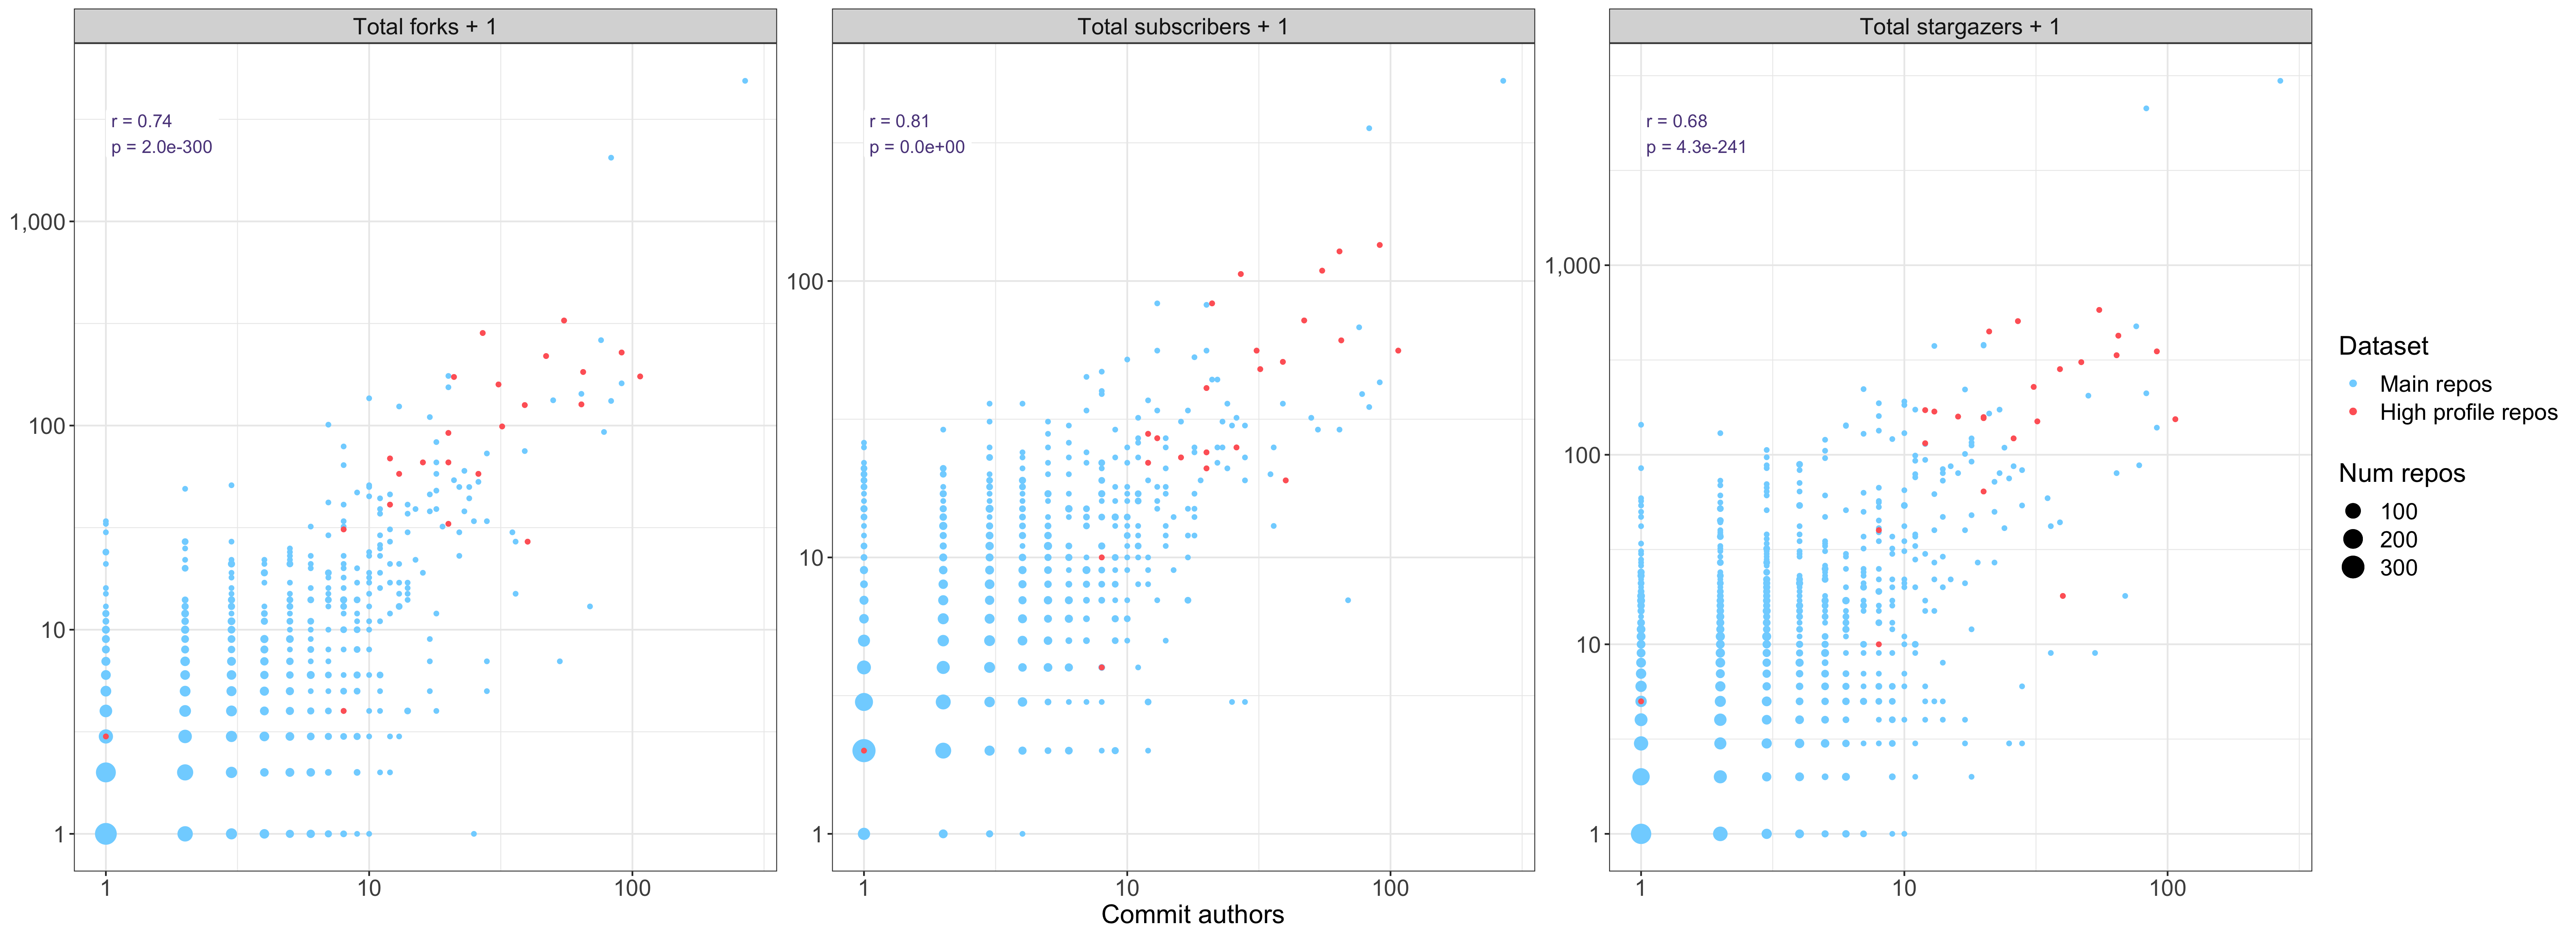 Total forks + 1
r = 0.74
p = 2.0e-300
1,000
100
10
1
1
10
100
Total subscribers + 1
r = 0.81
p = 0.0e+00
100
10
1
1
10
100
Commit authors
Total stargazers + 1
r = 0.68
p = 4.3e-241
1,000
100
10
1
1
10
100
Dataset
Main repos
High profile repos
Num repos
100
200
300